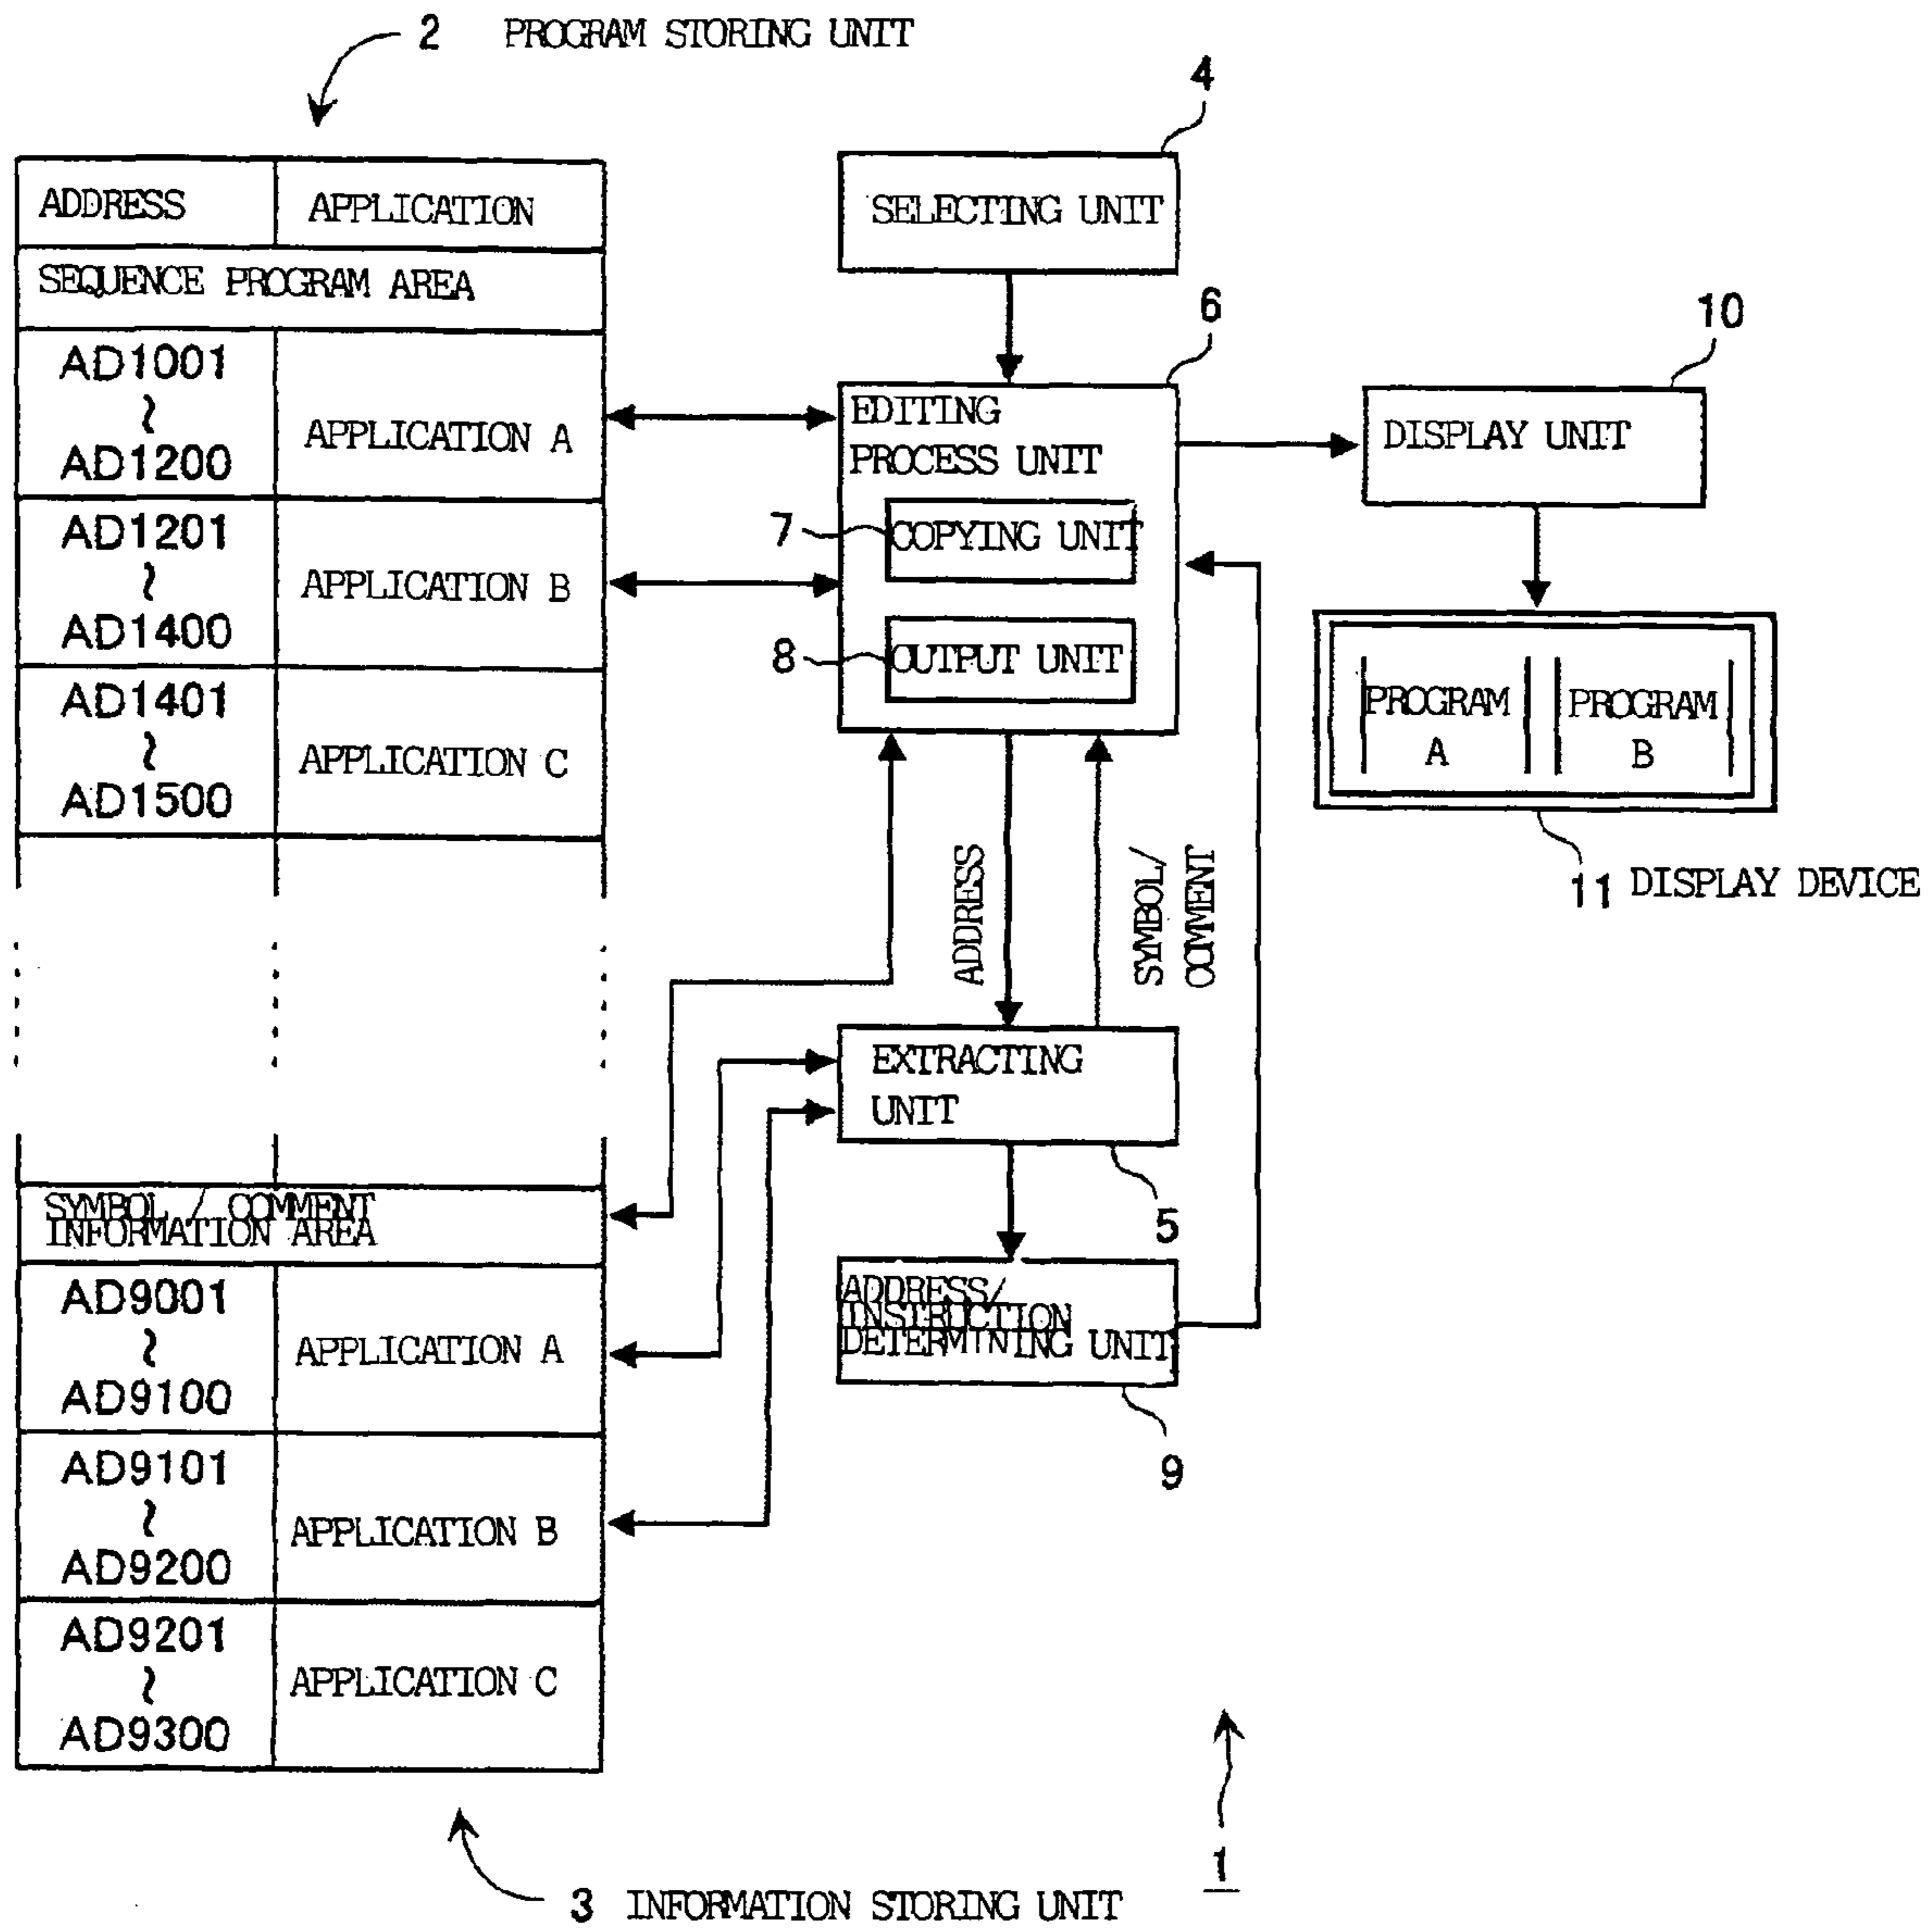 2 PROGRAM STORING UNIT
ADDRESS APPLICATION
SEQUENCE PROGRAM AREA
AD1001
~
AD1200
APPLICATION A
AD1201
~
AD1400
APPLICATION B
AD1401
~
AD1500
APPLICATION C
SYMBOL / COMMENT
INFORMATION AREA
AD9001
~
AD9100
APPLICATION A
AD9101
~
AD9200
APPLICATION B
AD9201
~
AD9300
APPLICATION C
3 INFORMATION STORING UNIT
4
SELECTING UNIT
6
EDITING
PROCESS UNIT
7
COPYING UNIT
8
OUTPUT UNIT
10
DISPLAY UNIT
PROGRAM
A
PROGRAM
B
11 DISPLAY DEVICE
ADDRESS
SYMBOL/
COMMENT
EXTRACTING
UNIT
5
ADDRESS/
INSTRUCTION
DETERMINING UNIT
9
1